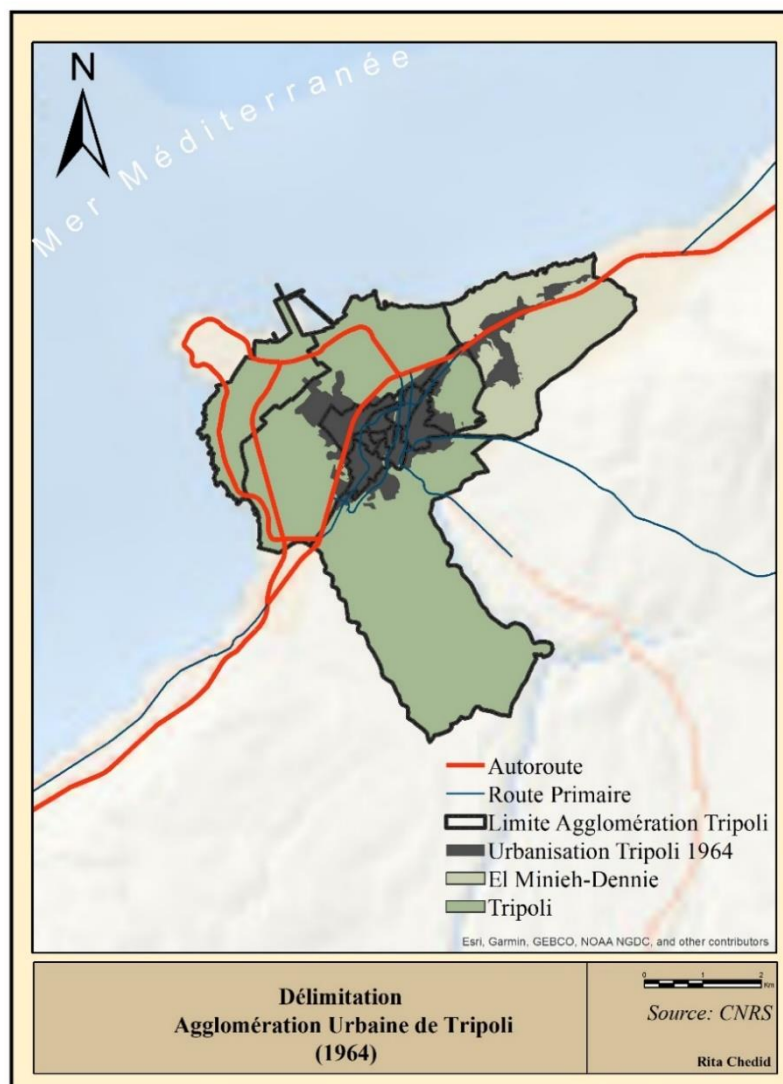 N
Mer Méditerranée
Autoroute
Route Primaire
Limite Agglomération Tripoli
Urbanisation Tripoli 1964
El Minieh-Dennie
Tripoli
Esri, Garmin, GEBCO, NOAA NGDC, and other contributors
Délimitation
Agglomération Urbaine de Tripoli
(1964)
0 1 2
Km
Source: CNRS
Rita Chedid